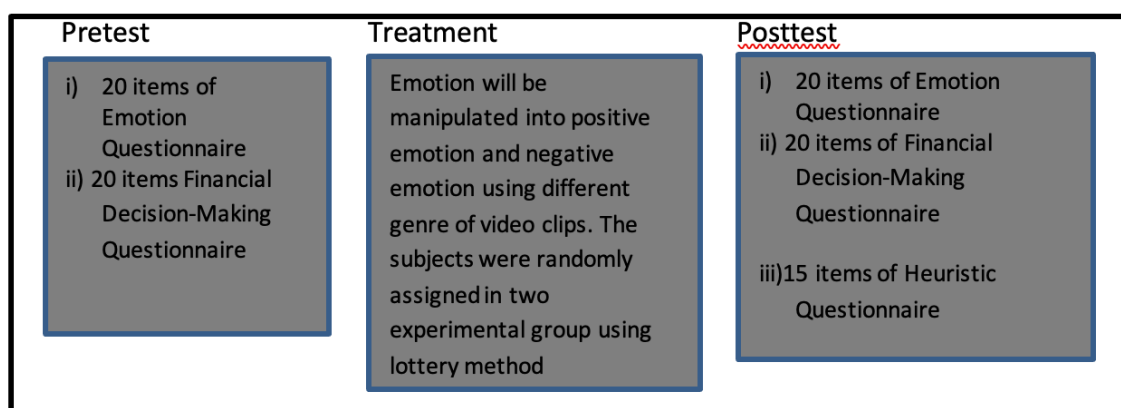 Pretest
i) 20 items of
Emotion
Questionnaire
ii) 20 items Financial
Decision-Making
Questionnaire
Treatment
Emotion will be
manipulated into positive
emotion and negative
emotion using different
genre of video clips. The
subjects were randomly
assigned in two
experimental group using
lottery method
Posttest
i) 20 items of Emotion
Questionnaire
ii) 20 items of Financial
Decision-Making
Questionnaire
iii)15 items of Heuristic
Questionnaire